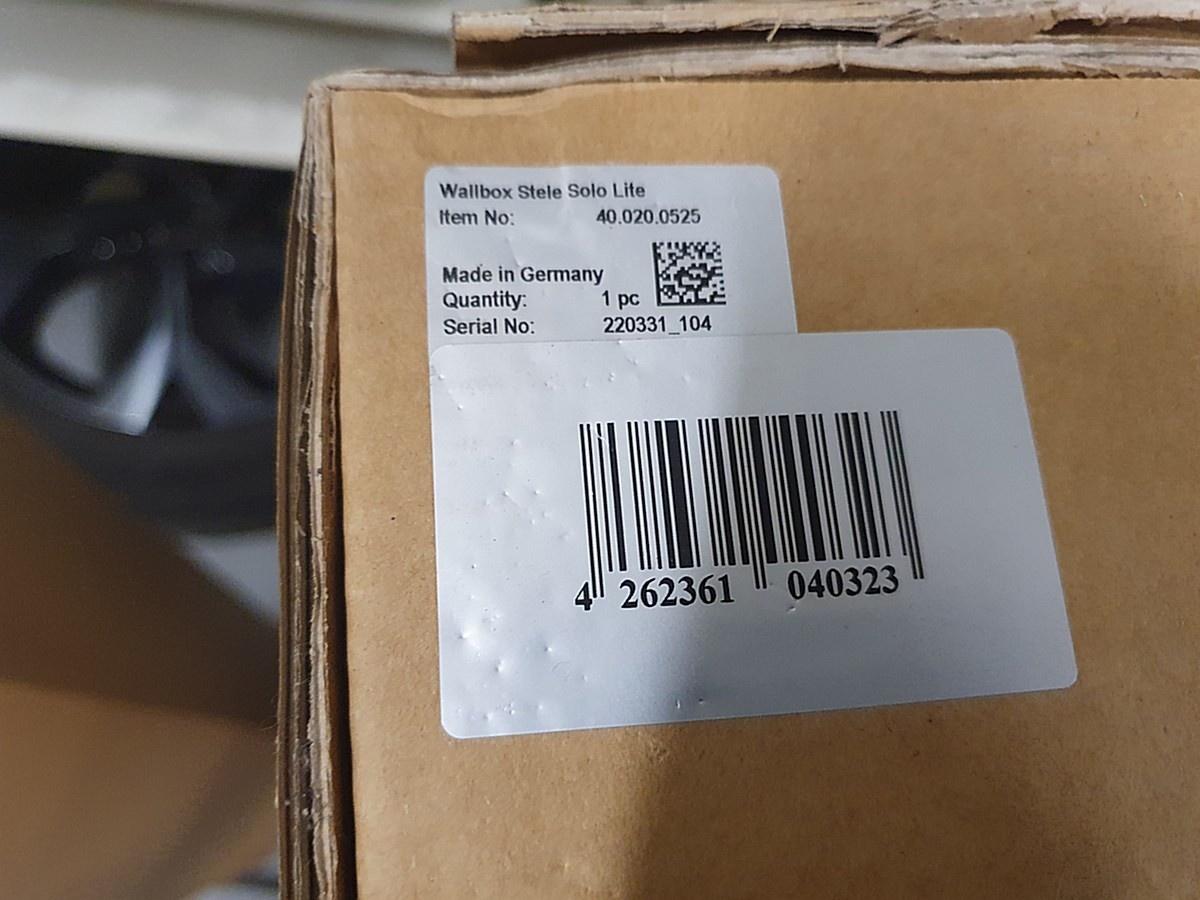 Wallbox Stele Solo Lite
Item No: 40.020.0525
Made in Germany
Quantity: 1 pc
Serial No: 220331_104
4 262361 040323